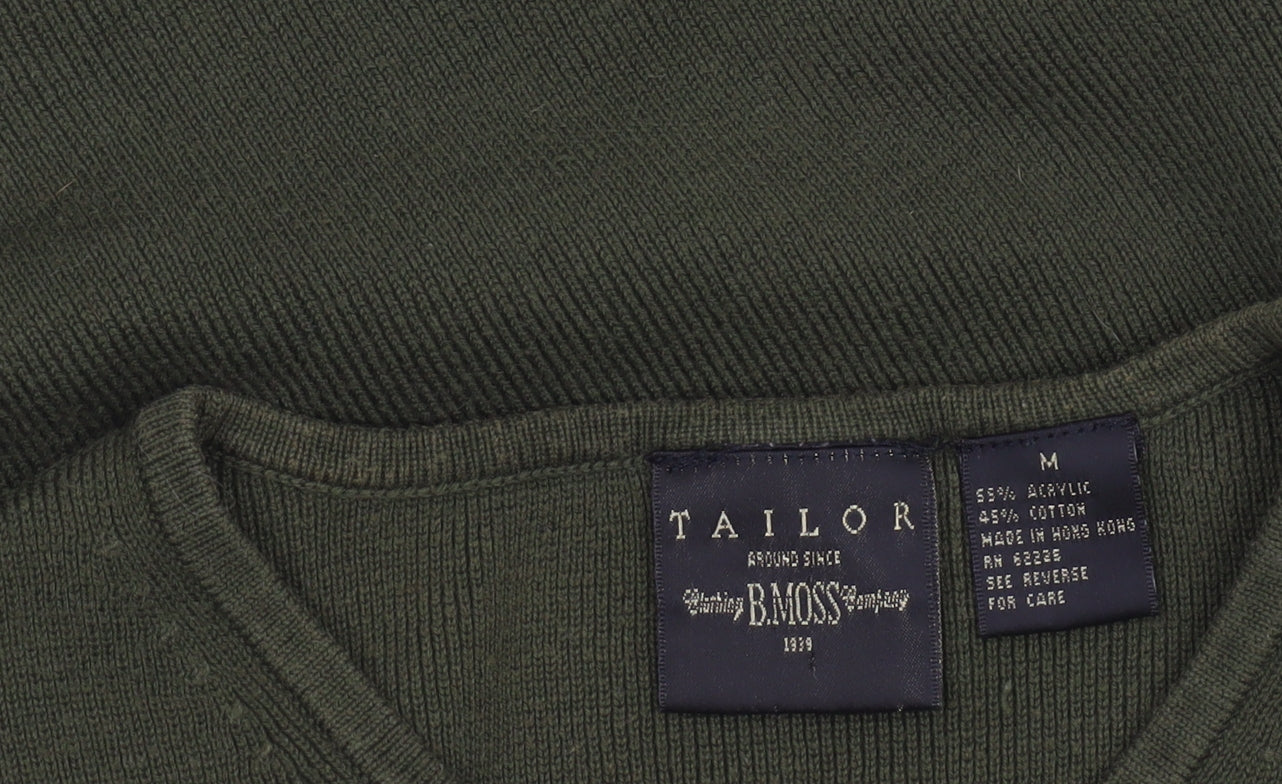 TAILOR
AROUND SINCE
Clothing B.MOSS Company
1939
M
55% ACRYLIC
45% COTTON
MADE IN HONG KONG
RN 62235
SEE REVERSE
FOR CARE